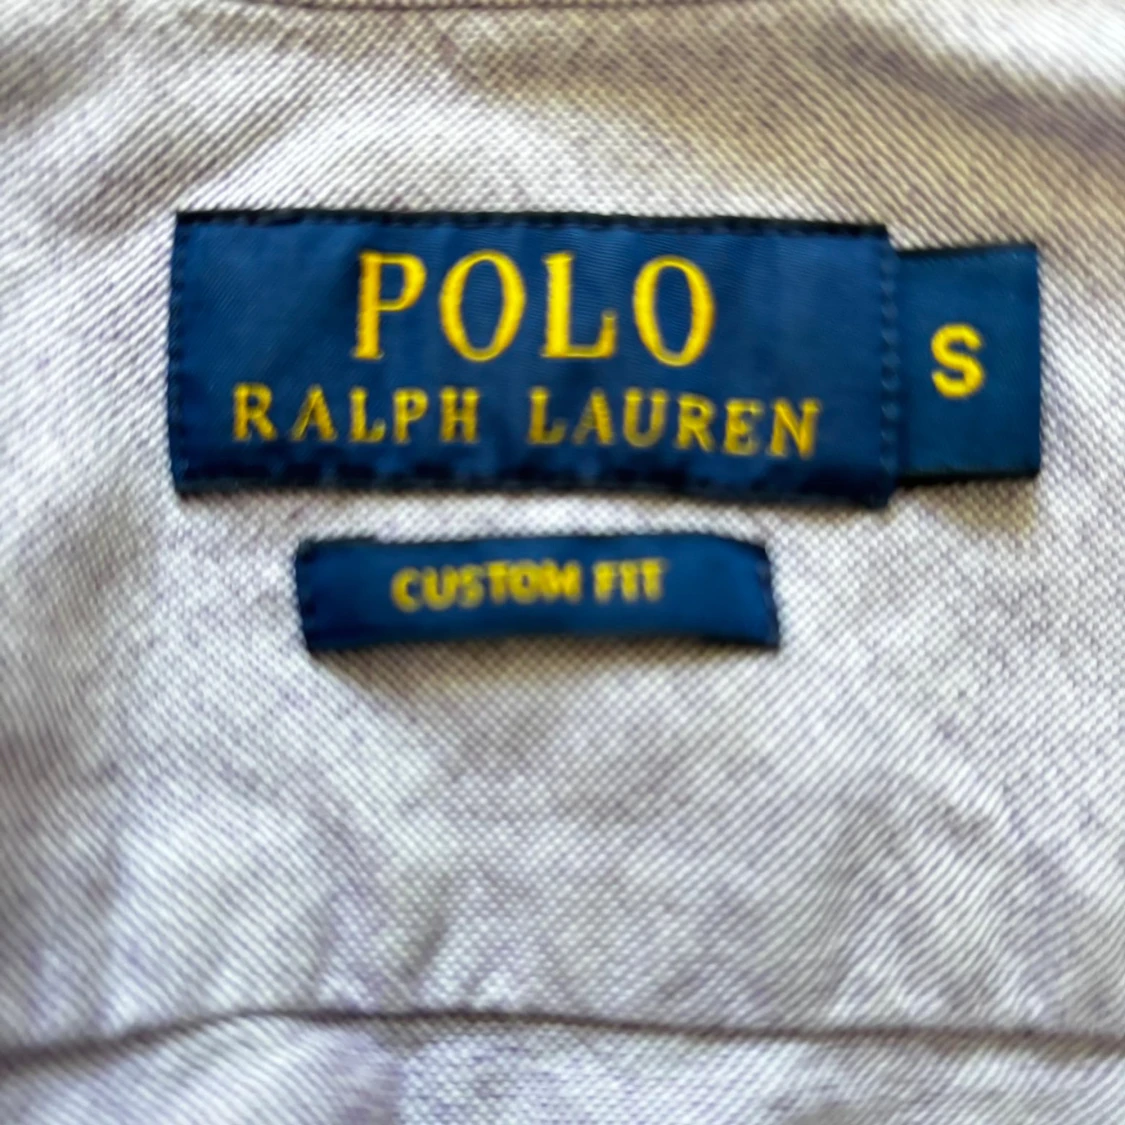 POLO
RALPH LAUREN
S
CUSTOM FIT